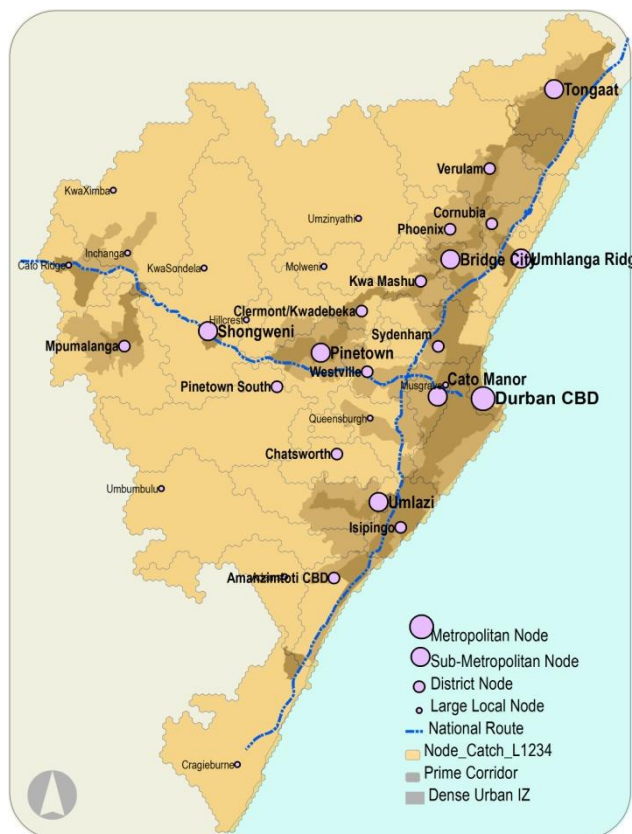 Tongaat
Verulam
KwaXimba
Cornubia
Umzinyathi
Phoenix
Inchanga
Bridge City
Umhlanga Ridg
Cato Ridge
KwaSondela
Molweni
Kwa Mashu
Clermont/Kwadebeka
Hillcrest
Shongweni
Sydenham
Mpumalanga
Pinetown
Westville
Cato Manor
Musgrave
Pinetown South
Durban CBD
Queensburgh
Chatsworth
Umbumbulu
Umlazi
Isipingo
Amanzimtoti CBD
Cragieburne
Metropolitan Node
Sub-Metropolitan Node
District Node
Large Local Node
National Route
Node_Catch_L1234
Prime Corridor
Dense Urban IZ